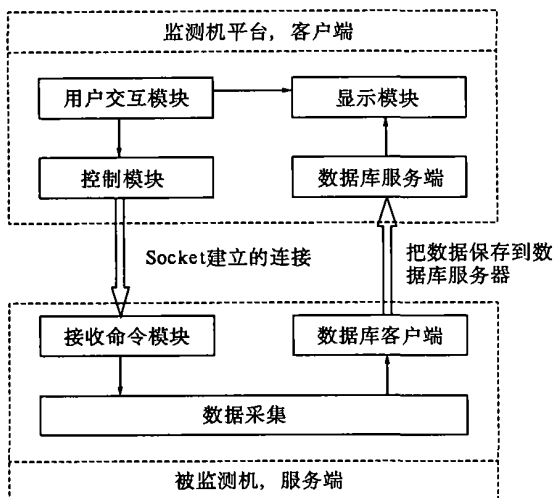 监测机平台，客户端
用户交互模块
显示模块
控制模块
数据库服务端
Socket建立的连接
把数据保存到数
据库服务器
接收命令模块
数据库客户端
数据采集
被监测机，服务端